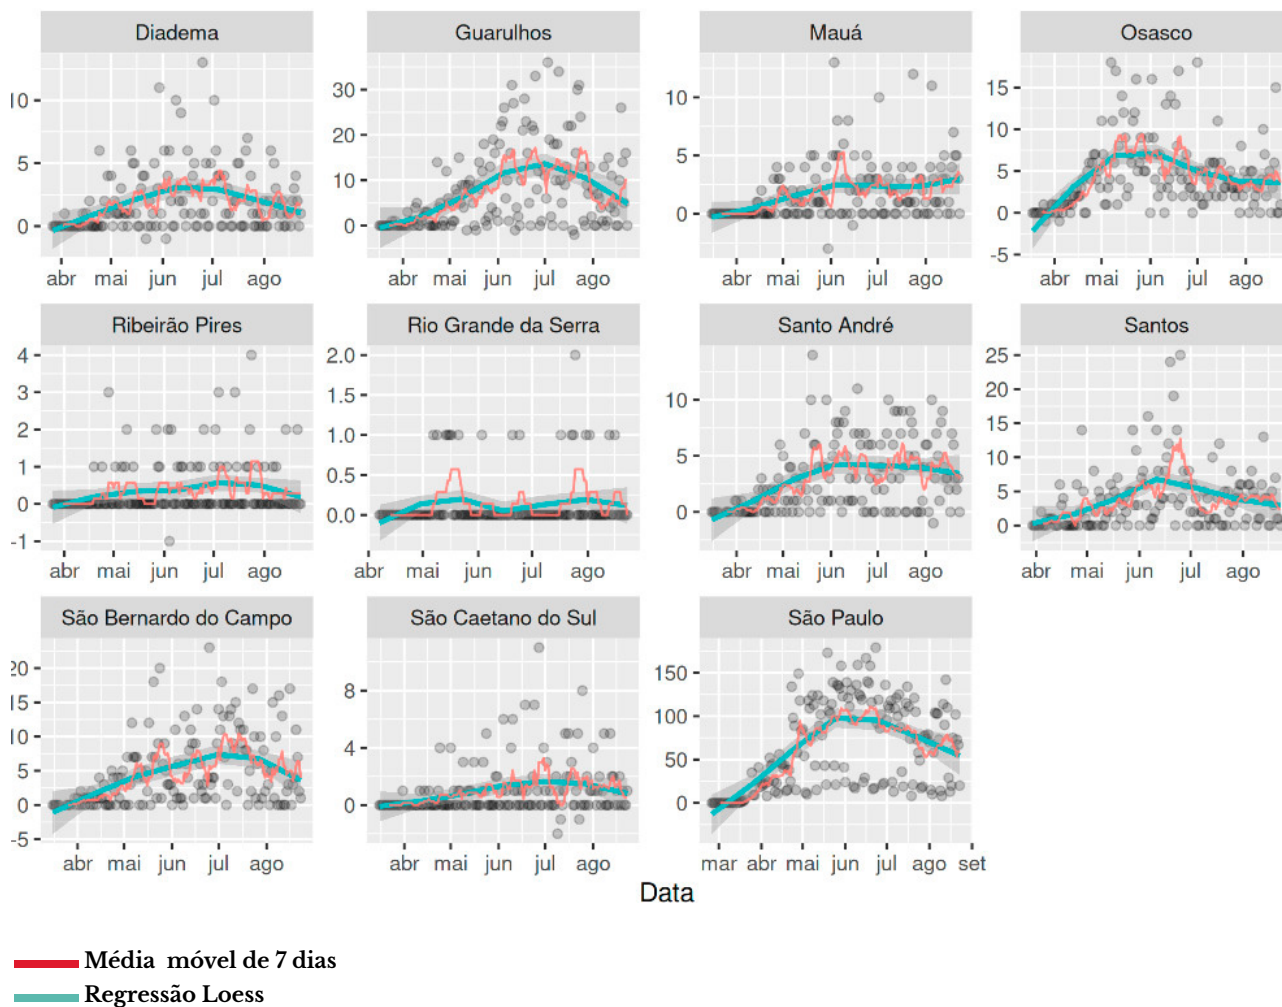 Diadema Guarulhos Mauá Osasco
10 5 0
30 20 10 0
10 5 0
15 10 5 0 -5
abr mai jun jul ago abr mai jun jul ago abr mai jun jul ago abr mai jun jul ago
Ribeirão Pires Rio Grande da Serra Santo André Santos
4 3 2 1 0 -1
2.0 1.5 1.0 0.5 0.0
10 5 0
25 20 15 10 5 0
abr mai jun jul ago abr mai jun jul ago abr mai jun jul ago abr mai jun jul ago
São Bernardo do Campo São Caetano do Sul São Paulo
20 15 10 5 0 -5
8 4 0
150 100 50 0
abr mai jun jul ago abr mai jun jul ago mar abr mai jun jul ago set
Data
Média móvel de 7 dias
Regressão Loess